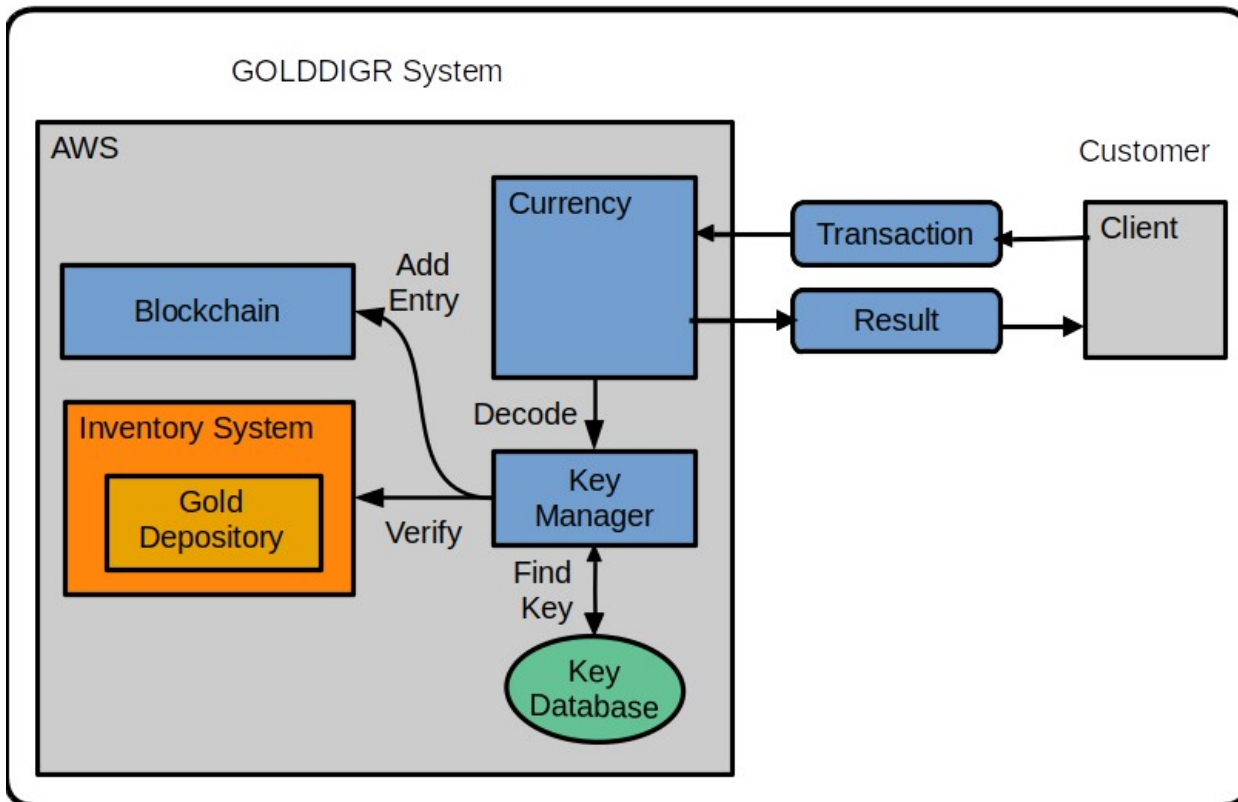 GOLDDIGR System
AWS
Customer
Currency
Transaction
Client
Add
Entry
Blockchain
Result
Decode
Inventory System
Key
Manager
Gold
Depository
Verify
Find
Key
Key
Database